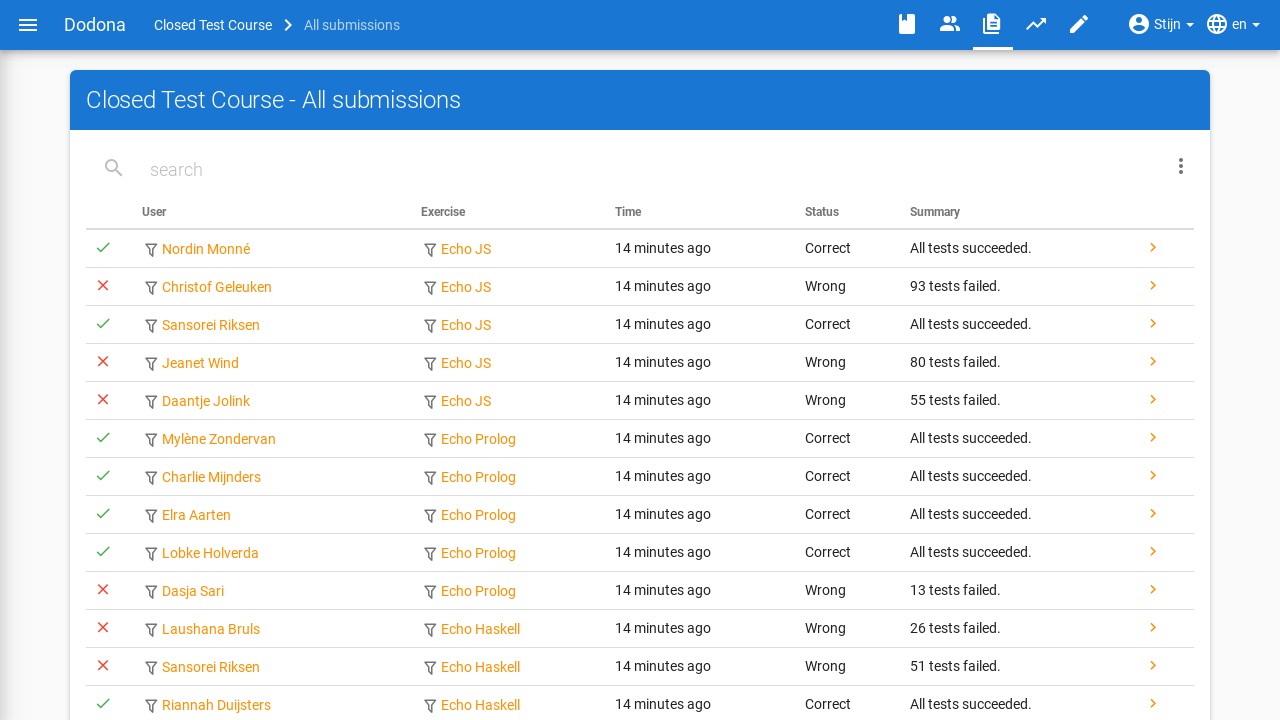 Dodona Closed Test Course All submissions Stijn en
Closed Test Course - All submissions
search
User Exercise Time Status Summary
Nordin Monné Echo JS 14 minutes ago Correct All tests succeeded.
Christof Geleuken Echo JS 14 minutes ago Wrong 93 tests failed.
Sansorei Riksen Echo JS 14 minutes ago Correct All tests succeeded.
Jeanet Wind Echo JS 14 minutes ago Wrong 80 tests failed.
Daantje Jolink Echo JS 14 minutes ago Wrong 55 tests failed.
Mylène Zondervan Echo Prolog 14 minutes ago Correct All tests succeeded.
Charlie Mijnders Echo Prolog 14 minutes ago Correct All tests succeeded.
Elra Aarten Echo Prolog 14 minutes ago Correct All tests succeeded.
Lobke Holverda Echo Prolog 14 minutes ago Correct All tests succeeded.
Dasja Sari Echo Prolog 14 minutes ago Wrong 13 tests failed.
Laushana Bruls Echo Haskell 14 minutes ago Wrong 26 tests failed.
Sansorei Riksen Echo Haskell 14 minutes ago Wrong 51 tests failed.
Riannah Duijsters Echo Haskell 14 minutes ago Correct All tests succeeded.